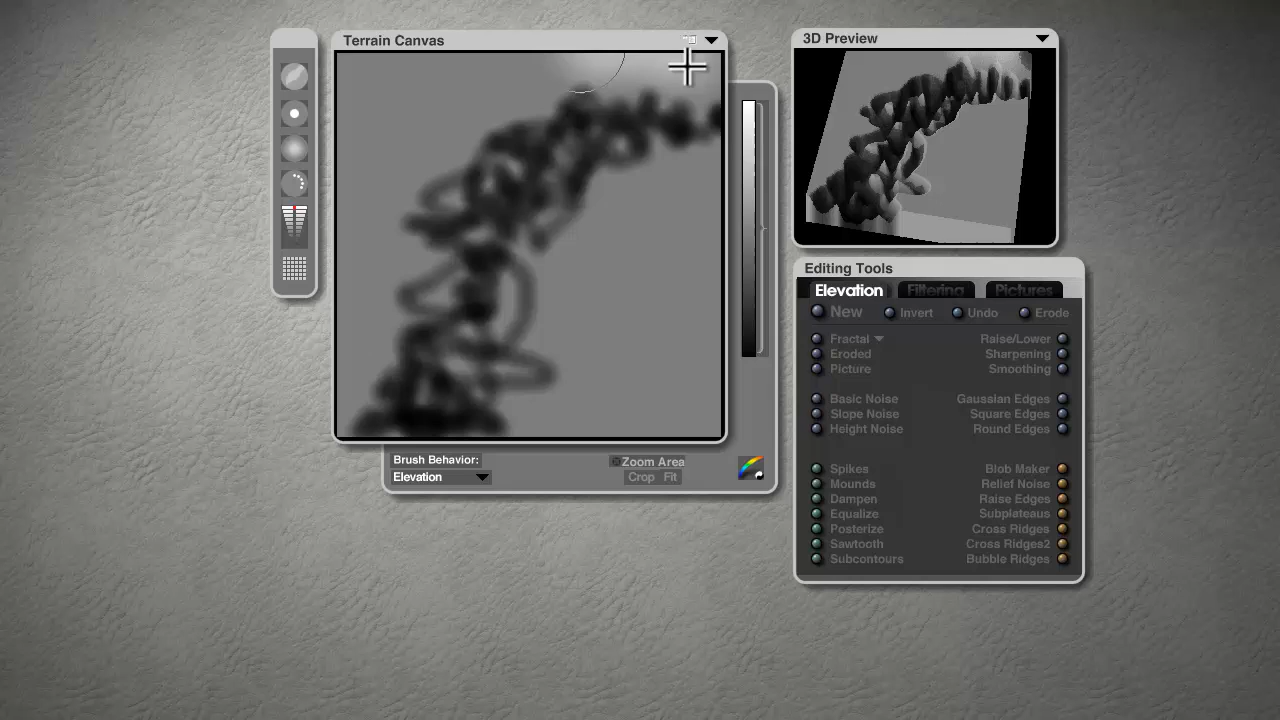 Terrain Canvas
3D Preview
Editing Tools
Elevation Filtering Pictures
New Invert Undo Erode
Fractal Raise/Lower
Eroded Sharpening
Picture Smoothing
Basic Noise Gaussian Edges
Slope Noise Square Edges
Height Noise Round Edges
Spikes Blob Maker
Mounds Relief Noise
Dampen Raise Edges
Equalize Subplateaus
Posterize Cross Ridges
Sawtooth Cross Ridges2
Subcontours Bubble Ridges
Brush Behavior:
Elevation
Zoom Area
Crop Fit